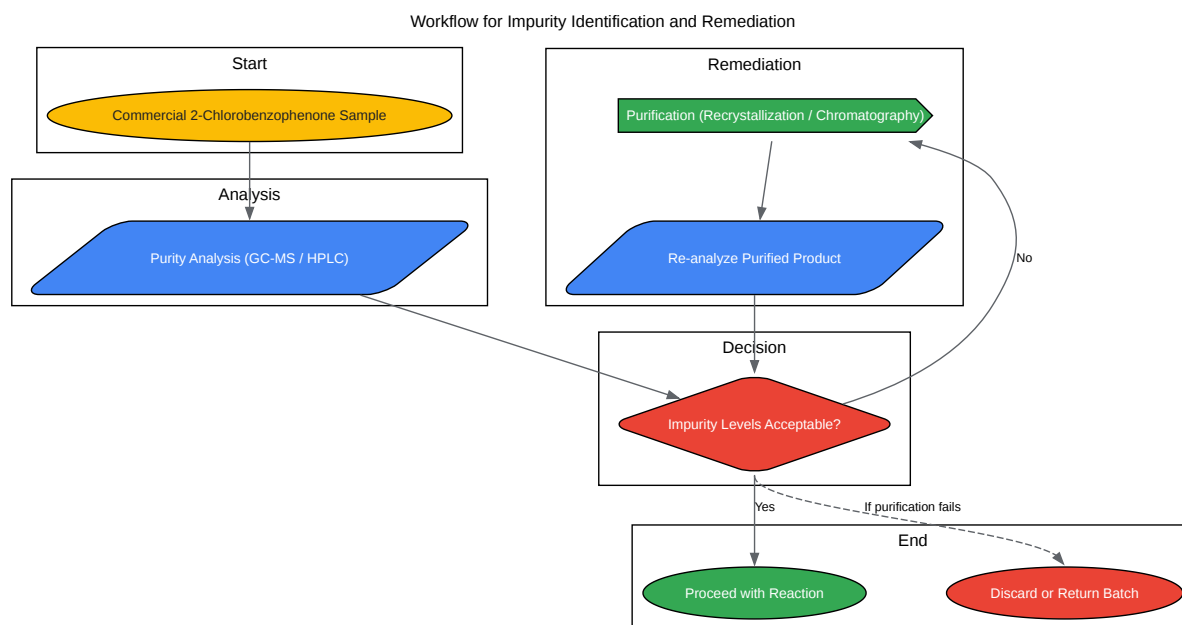 Workflow for Impurity Identification and Remediation
Start
Commercial 2-Chlorobenzophenone Sample
Analysis
Purity Analysis (GC-MS / HPLC)
Remediation
Purification (Recrystallization / Chromatography)
Re-analyze Purified Product
No
Decision
Impurity Levels Acceptable?
Yes
If purification fails
End
Proceed with Reaction
Discard or Return Batch